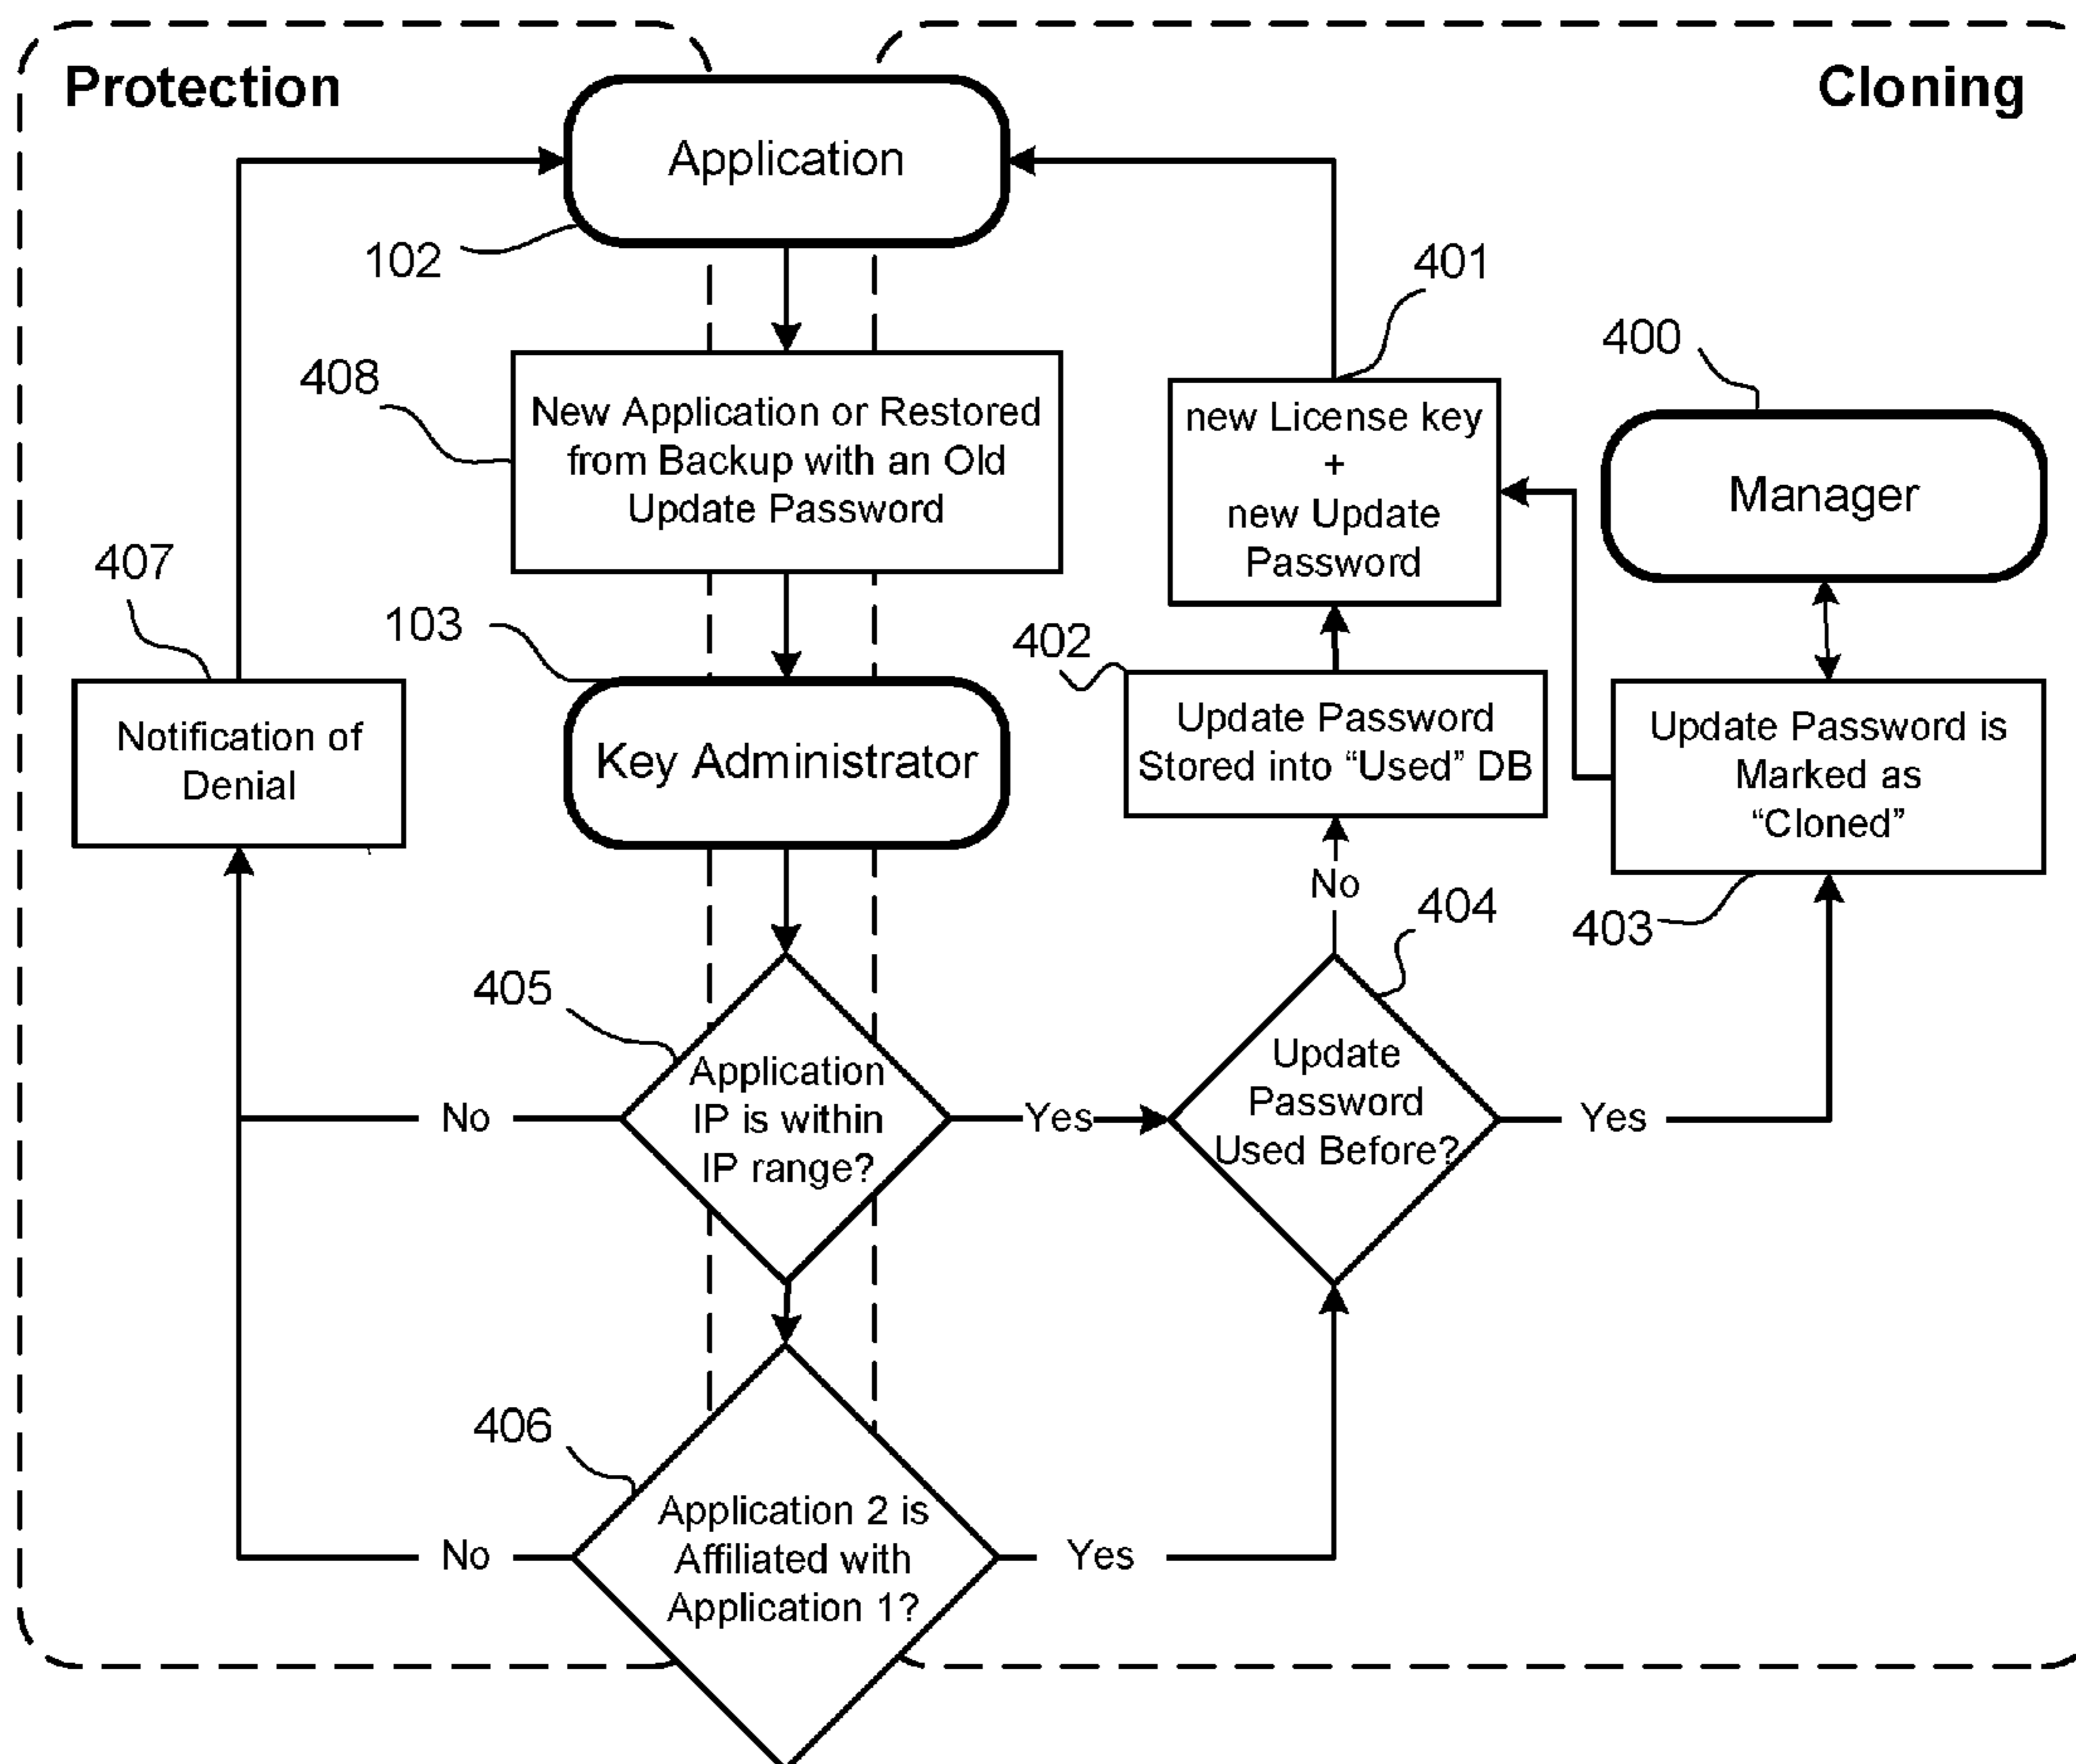 Protection
Cloning
Application
102
401
400
408
New Application or Restored
from Backup with an Old
Update Password
new License key
+
new Update
Password
Manager
407
103
402
Notification of
Denial
Key Administrator
Update Password
Stored into “Used” DB
Update Password is
Marked as
“Cloned”
No
404
403
405
Application
IP is within
IP range?
Update
Password
Used Before?
No
Yes
Yes
406
Application 2 is
Affiliated with
Application 1?
No
Yes